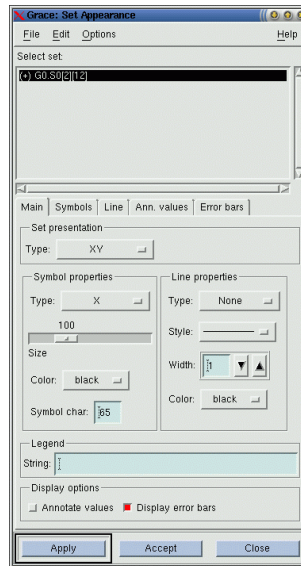 Grace: Set Appearance
File Edit Options Help
Select set:
(+) G0.S0[2][12]
Main Symbols Line Ann. values Error bars
Set presentation
Type: XY
Symbol properties
Type: X
100
Size
Color: black
Symbol char: 65
Line properties
Type: None
Style:
Width: 1
Color: black
Legend
String:
Display options
Annotate values Display error bars
Apply Accept Close